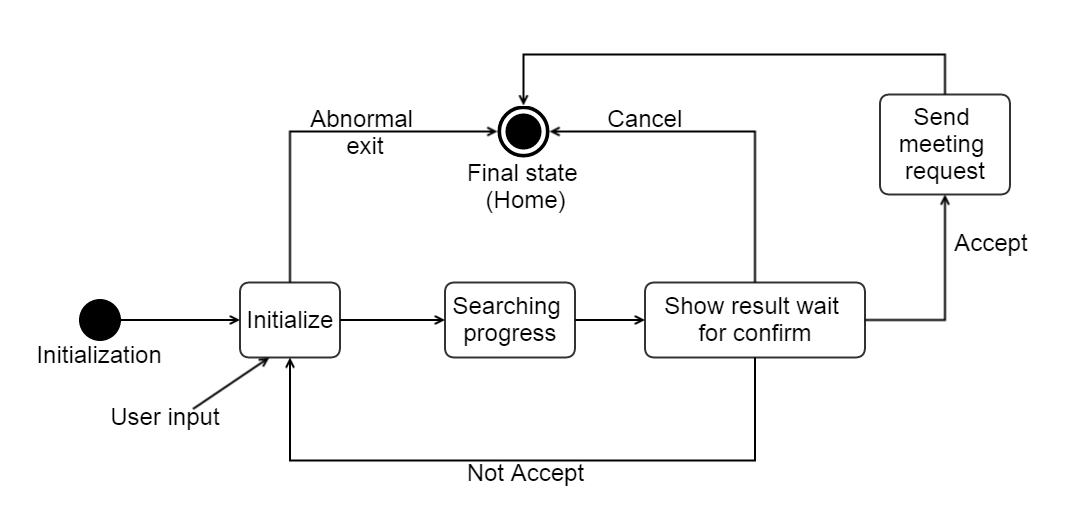 Send
meeting
request
Abnormal
exit
Cancel
Final state
(Home)
Accept
Initialize
Searching
progress
Show result wait
for confirm
Initialization
User input
Not Accept